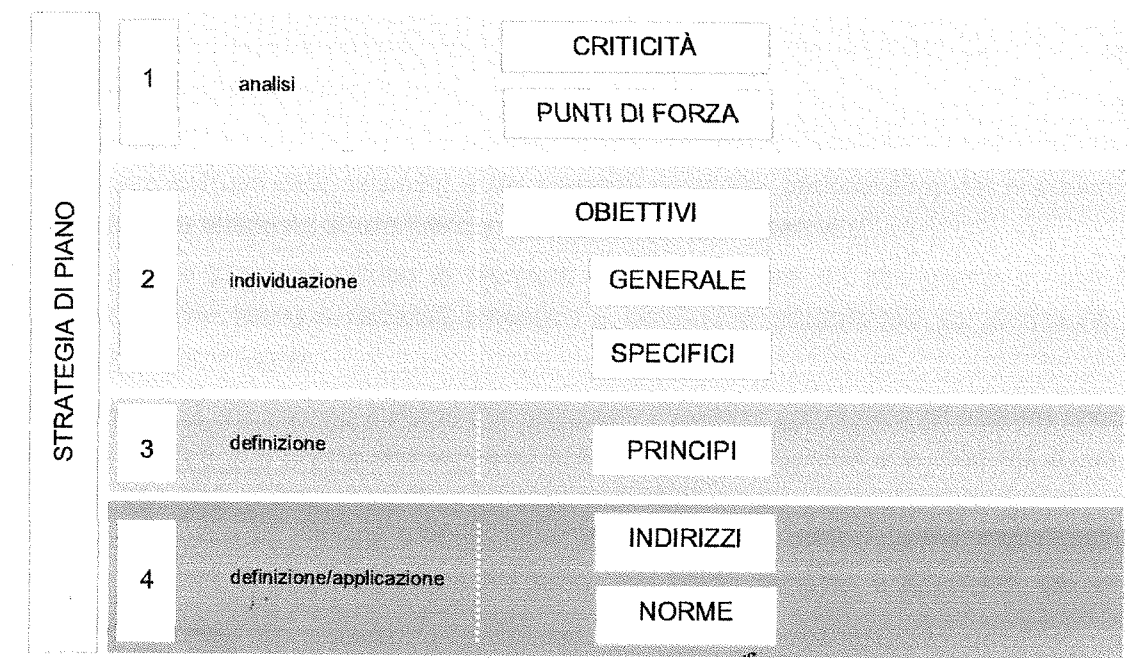 STRATEGIA DI PIANO
1
analisi
CRITICITÀ
PUNTI DI FORZA
2
individuazione
OBIETTIVI
GENERALE
SPECIFICI
3
definizione
PRINCIPI
4
definizione/applicazione
INDIRIZZI
NORME